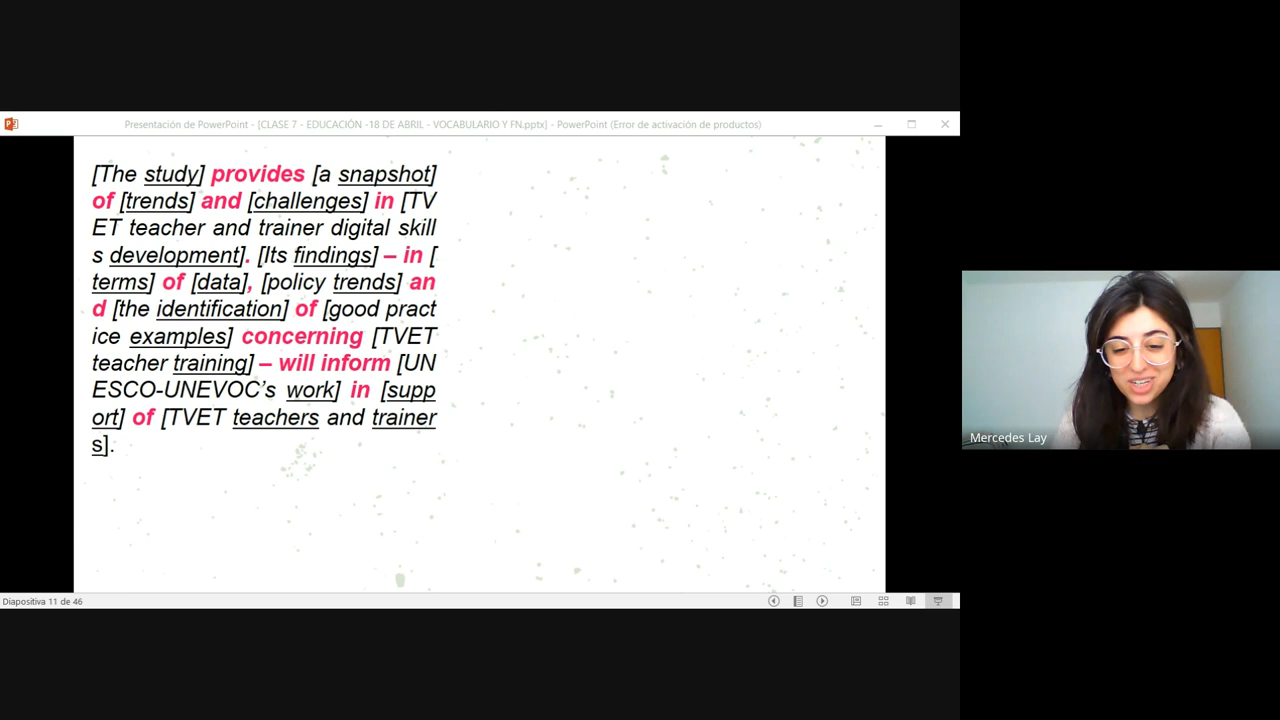 Presentación de PowerPoint - [CLASE 7 - EDUCACIÓN -18 DE ABRIL - VOCABULARIO Y FN.pptx] - PowerPoint (Error de activación de productos)
[The study] provides [a snapshot]
of [trends] and [challenges] in [TV
ET teacher and trainer digital skill
s development]. [Its findings] – in [
terms] of [data], [policy trends] an
d [the identification] of [good pract
ice examples] concerning [TVET
teacher training] – will inform [UN
ESCO-UNEVOC’s work] in [supp
ort] of [TVET teachers and trainer
s].
Mercedes Lay
Diapositiva 11 de 46